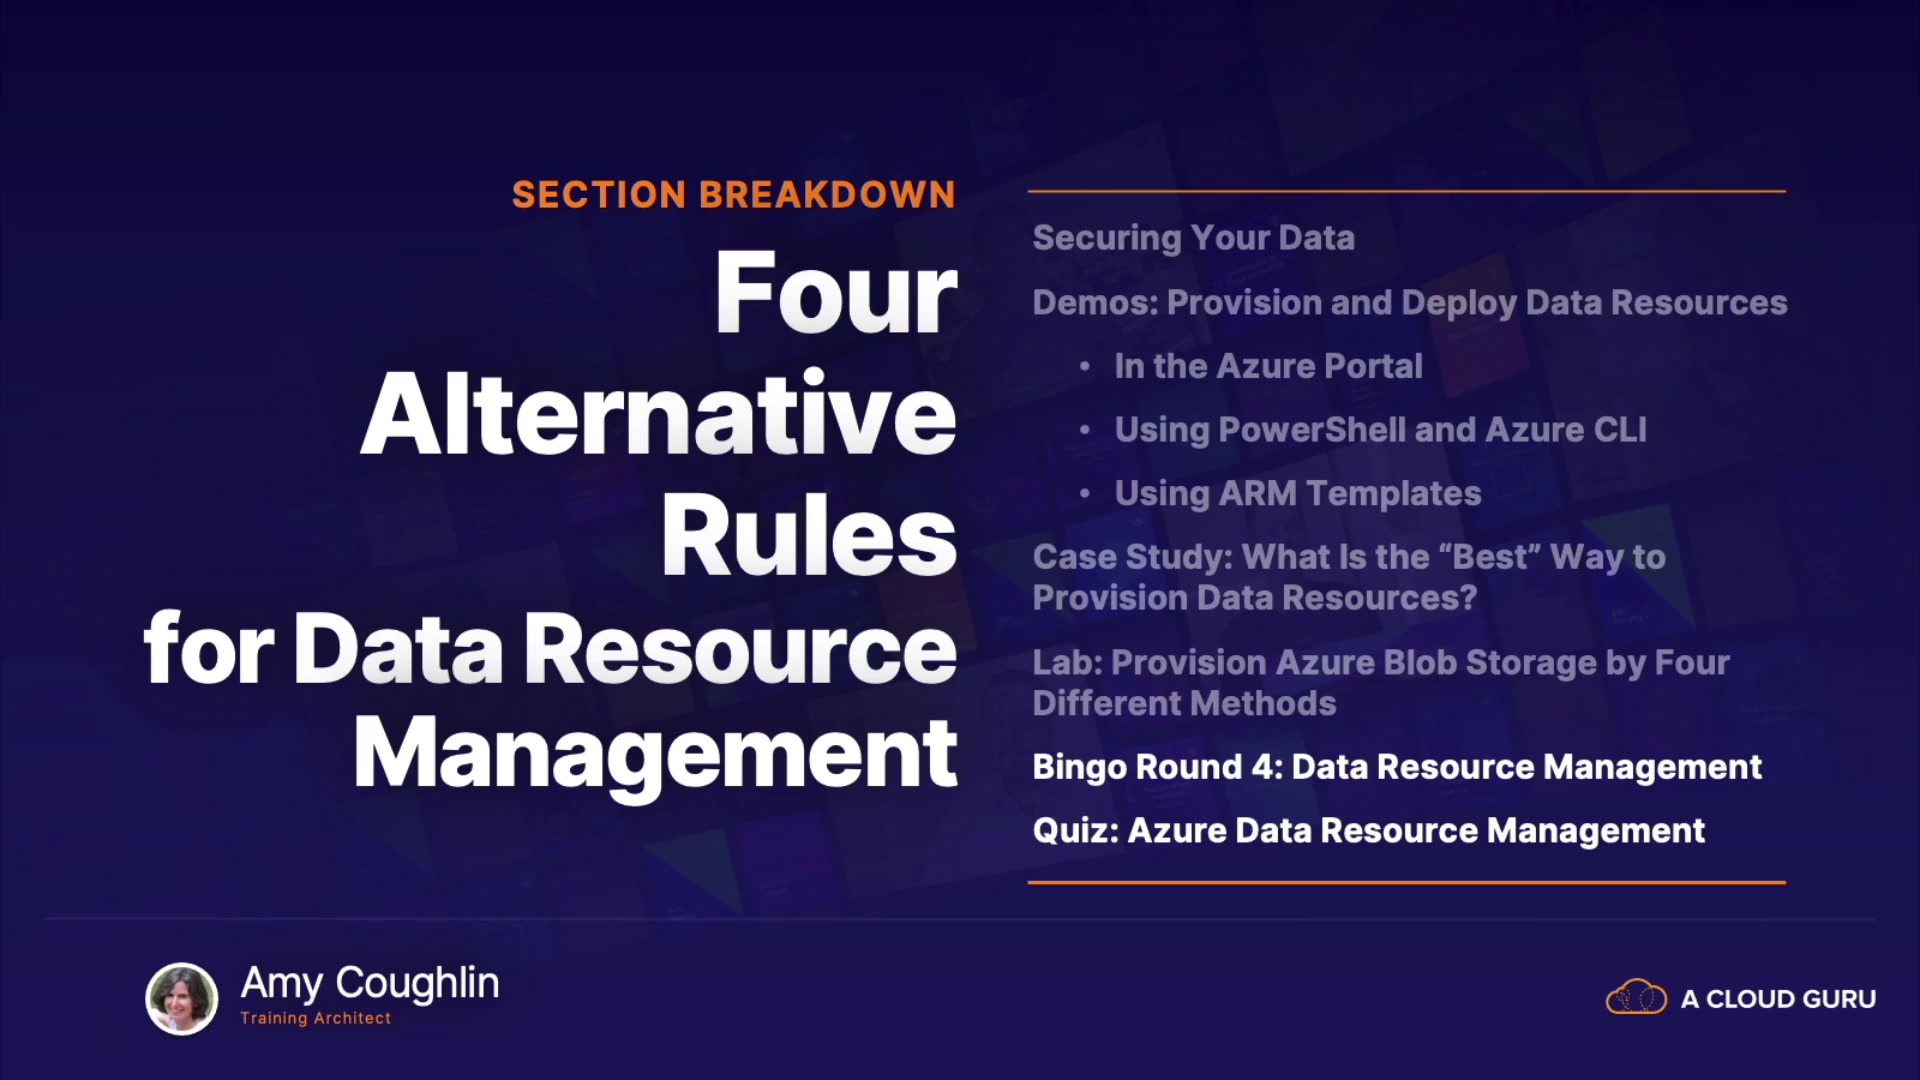 SECTION BREAKDOWN
Four
Alternative
Rules
for Data Resource
Management
Securing Your Data
Demos: Provision and Deploy Data Resources
• In the Azure Portal
• Using PowerShell and Azure CLI
• Using ARM Templates
Case Study: What Is the “Best” Way to
Provision Data Resources?
Lab: Provision Azure Blob Storage by Four
Different Methods
Bingo Round 4: Data Resource Management
Quiz: Azure Data Resource Management
Amy Coughlin
Training Architect
A CLOUD GURU